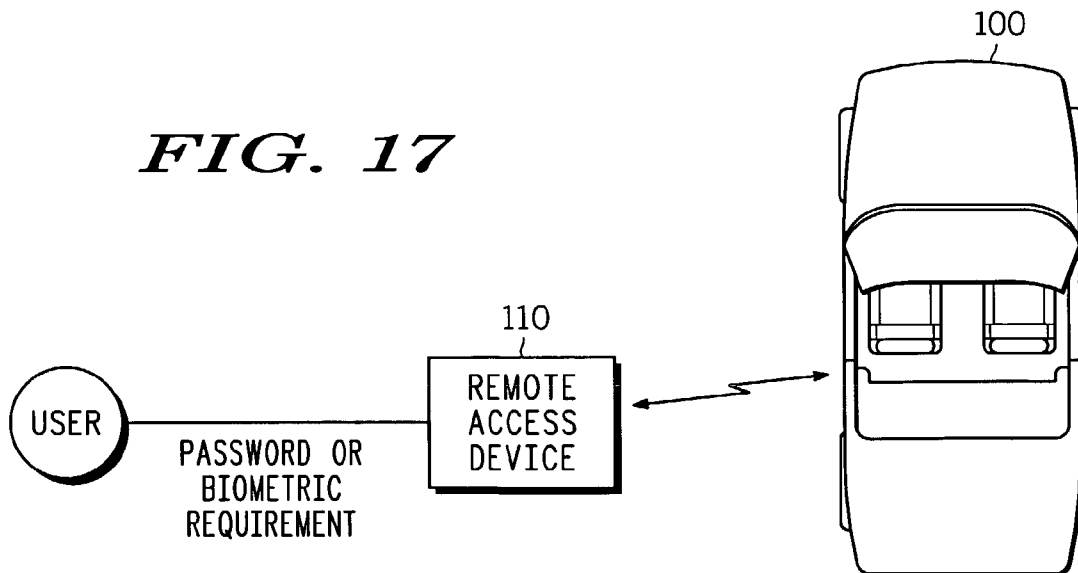 100
FIG. 17
110
USER
PASSWORD OR
BIOMETRIC
REQUIREMENT
REMOTE
ACCESS
DEVICE